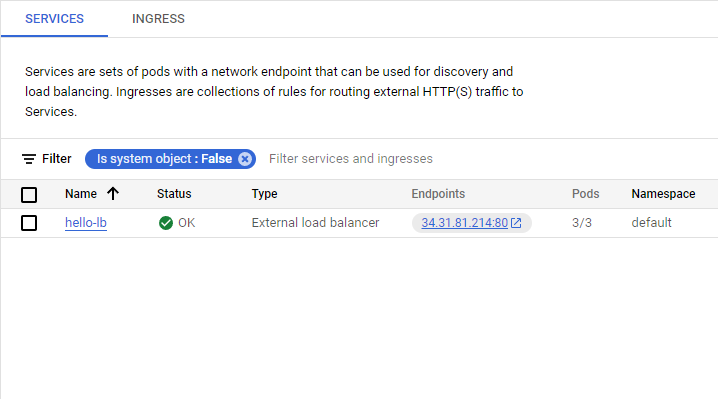 SERVICES INGRESS
Services are sets of pods with a network endpoint that can be used for discovery and
load balancing. Ingresses are collections of rules for routing external HTTP(S) traffic to
Services.
Filter Is system object : False Filter services and ingresses
Name Status Type Endpoints Pods Namespace
hello-lb OK External load balancer 34.31.81.214:80 3/3 default